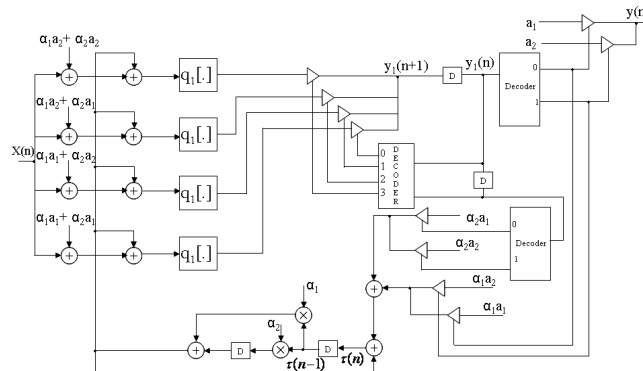 α₁a₂+ α₂a₂
q₁[.]
α₁a₂+ α₂a₁
q₁[.]
X(n)
α₁a₁+ α₂a₂
q₁[.]
α₁a₁+ α₂a₁
q₁[.]
y₁(n+1)
D
y₁(n)
a₁
a₂
y(n
0
Decoder
1
0
1
2
3
DECODER
D
α₂a₁
α₂a₂
0
Decoder
1
α₁a₂
α₁a₁
α₁
α₂
D
τ(n−1)
D
τ(n)